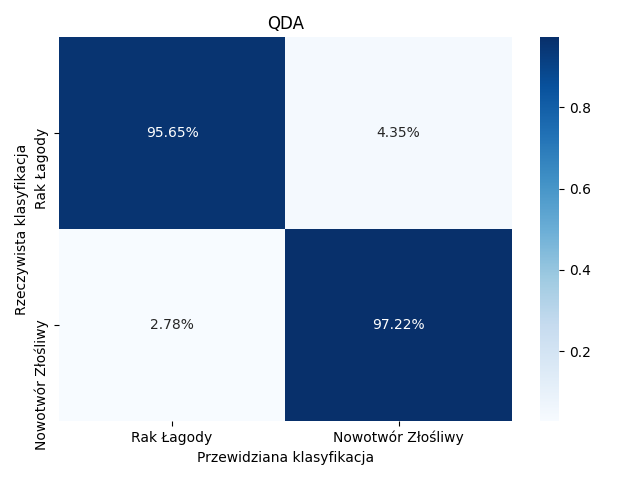 QDA
Rzeczywista klasyfikacja
Rak Łagody
Nowotwór Złośliwy
95.65%
4.35%
2.78%
97.22%
Rak Łagody
Nowotwór Złośliwy
Przewidziana klasyfikacja
0.8
0.6
0.4
0.2